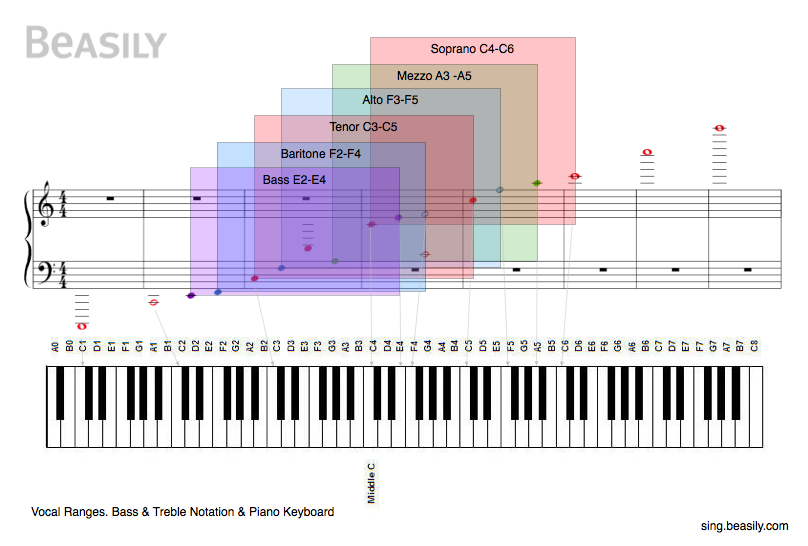 BEASILY
Soprano C4-C6
Mezzo A3 -A5
Alto F3-F5
Tenor C3-C5
Baritone F2-F4
Bass E2-E4
4 4
4 4
A0 B0 C1 D1 E1 F1 G1 A1 B1 C2 D2 E2 F2 G2 A2 B2 C3 D3 E3 F3 G3 A3 B3 C4 D4 E4 F4 G4 A4 B4 C5 D5 E5 F5 G5 A5 B5 C6 D6 E6 F6 G6 A6 B6 C7 D7 E7 F7 G7 A7 B7 C8
Middle C
Vocal Ranges. Bass & Treble Notation & Piano Keyboard
sing.beasily.com